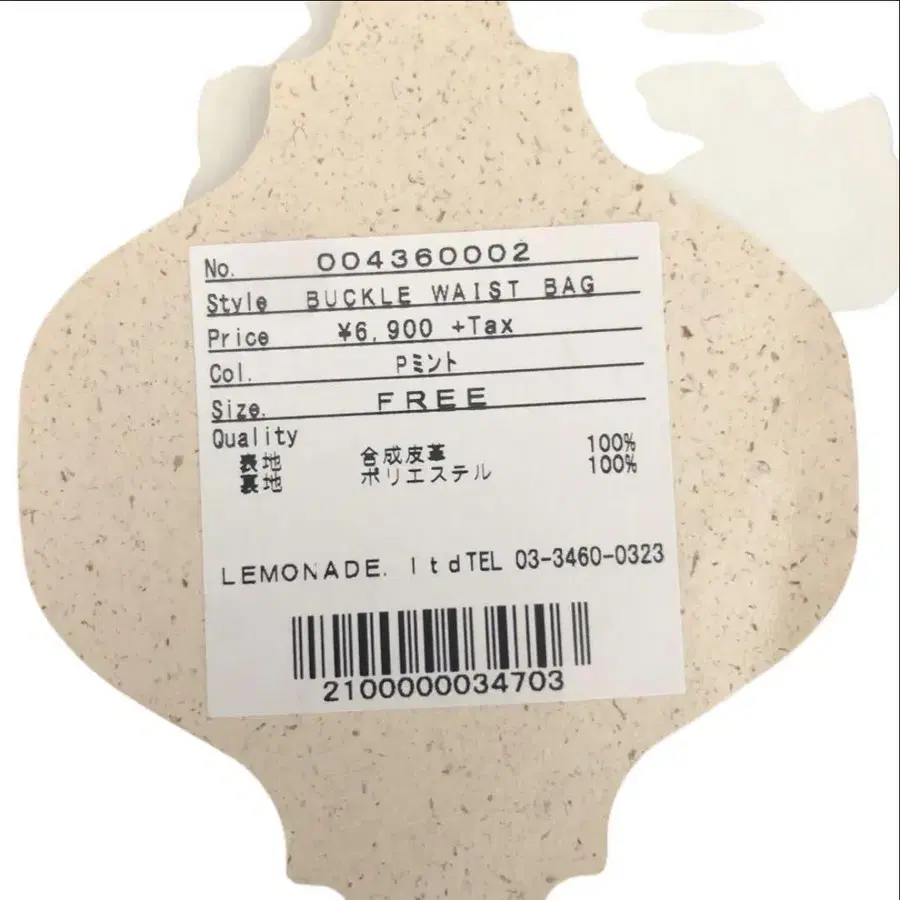 No. 004360002
Style BUCKLE WAIST BAG
Price ¥6,900 +Tax
Col. Pミント
Size. FREE
Quality
表地 合成皮革 100%
裏地 ポリエステル 100%
LEMONADE. ltd TEL 03-3460-0323
2100000034703